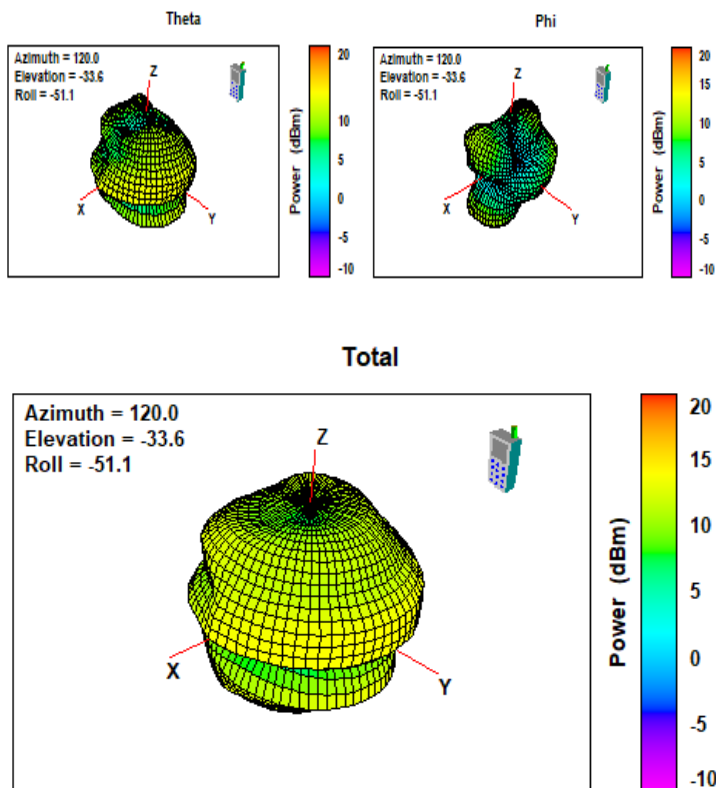 Theta
Azimuth = 120.0
Elevation = -33.6
Roll = -51.1
Z
X
Y
Power (dBm)
20
15
10
5
0
-5
-10
Phi
Azimuth = 120.0
Elevation = -33.6
Roll = -51.1
Z
X
Y
Power (dBm)
20
15
10
5
0
-5
-10
Total
Azimuth = 120.0
Elevation = -33.6
Roll = -51.1
Z
X
Y
Power (dBm)
20
15
10
5
0
-5
-10